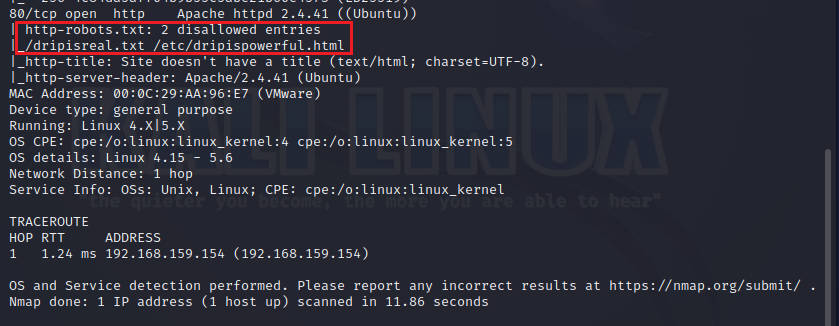 80/tcp open  http    Apache httpd 2.4.41 ((Ubuntu))
| http-robots.txt: 2 disallowed entries
|_/dripisreal.txt /etc/dripispowerful.html
|_http-title: Site doesn't have a title (text/html; charset=UTF-8).
|_http-server-header: Apache/2.4.41 (Ubuntu)
MAC Address: 00:0C:29:AA:96:E7 (VMware)
Device type: general purpose
Running: Linux 4.X|5.X
OS CPE: cpe:/o:linux:linux_kernel:4 cpe:/o:linux:linux_kernel:5
OS details: Linux 4.15 - 5.6
Network Distance: 1 hop
Service Info: OSs: Unix, Linux; CPE: cpe:/o:linux:linux_kernel
KALI LINUX
"the quieter you become, the more you are able to hear"
TRACEROUTE
HOP RTT     ADDRESS
1   1.24 ms 192.168.159.154 (192.168.159.154)
OS and Service detection performed. Please report any incorrect results at https://nmap.org/submit/ .
Nmap done: 1 IP address (1 host up) scanned in 11.86 seconds